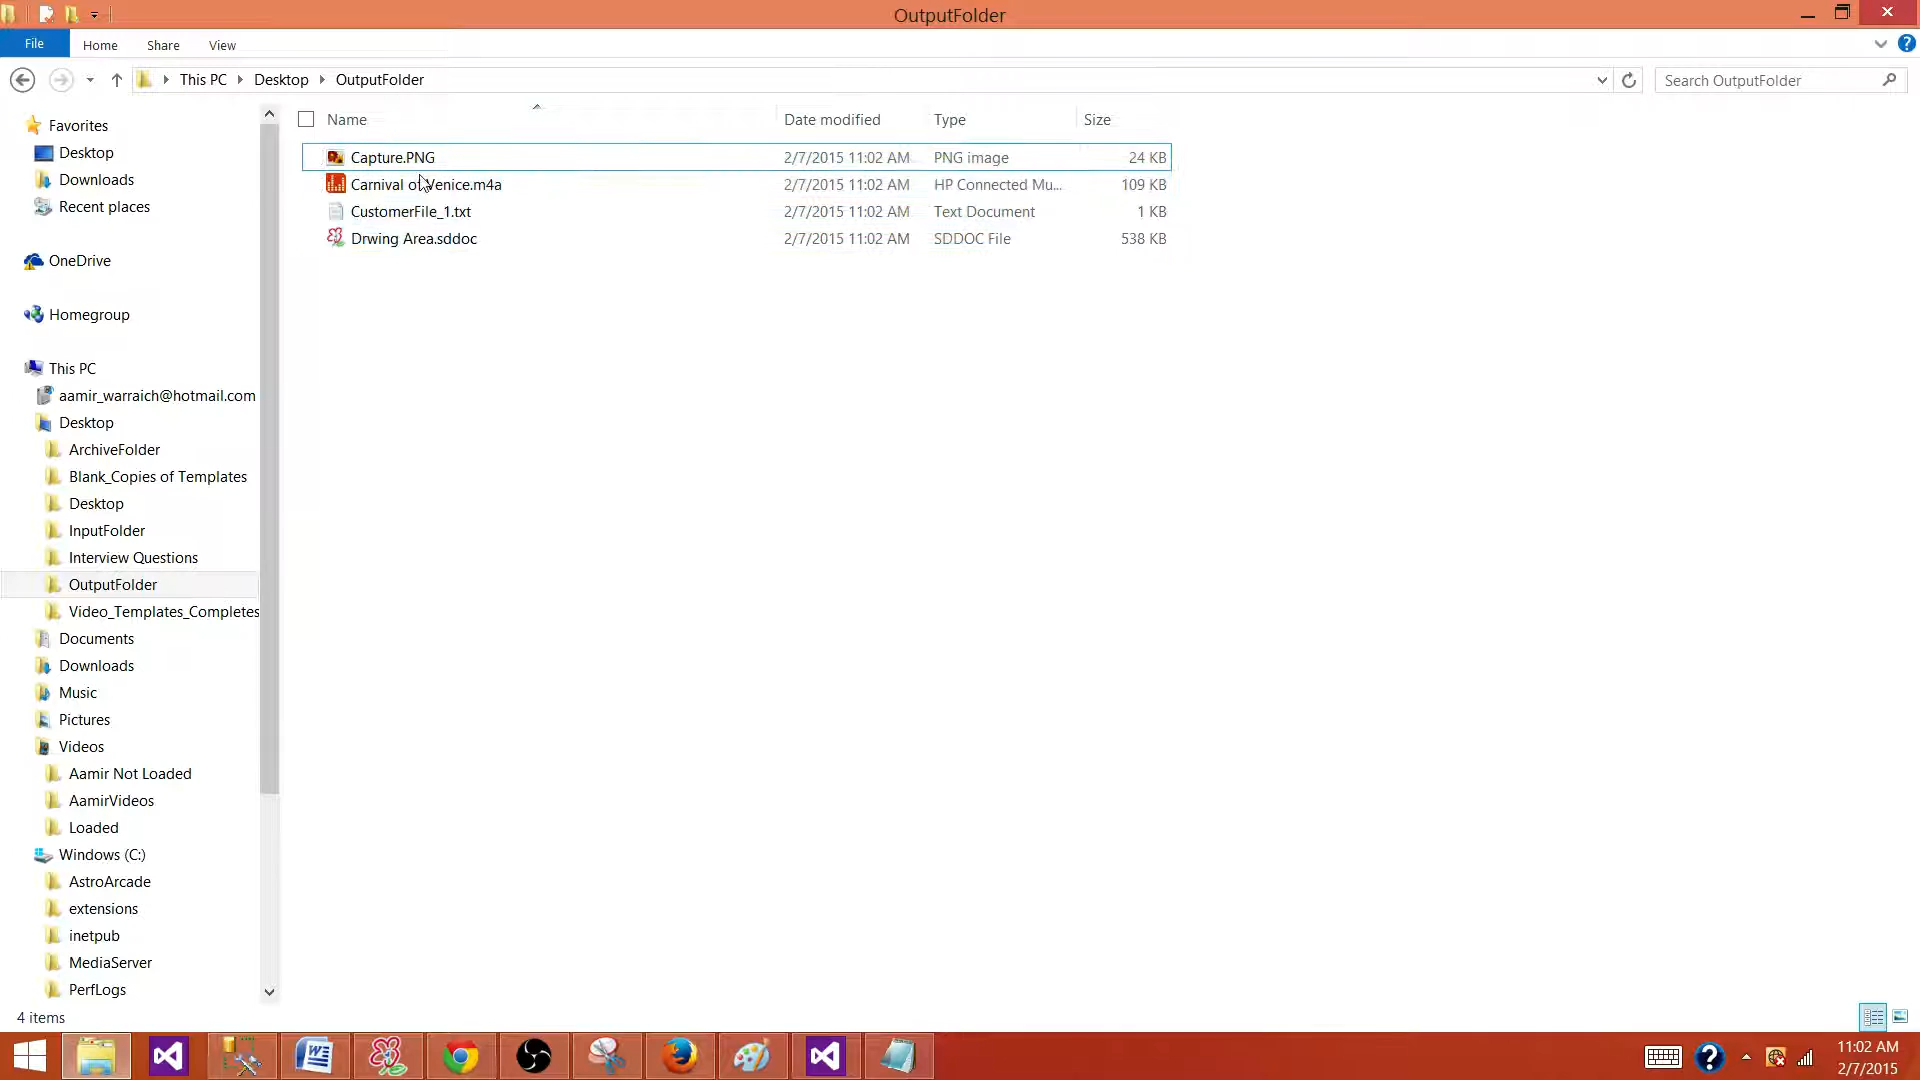 OutputFolder
File Home Share View
This PC Desktop OutputFolder
Search OutputFolder
Name Date modified Type Size
Capture.PNG 2/7/2015 11:02 AM PNG image 24 KB
Carnival of Venice.m4a 2/7/2015 11:02 AM HP Connected Mu... 109 KB
CustomerFile_1.txt 2/7/2015 11:02 AM Text Document 1 KB
Drwing Area.sddoc 2/7/2015 11:02 AM SDDOC File 538 KB
Favorites
Desktop
Downloads
Recent places
OneDrive
Homegroup
This PC
aamir_warraich@hotmail.com
Desktop
ArchiveFolder
Blank_Copies of Templates
Desktop
InputFolder
Interview Questions
OutputFolder
Video_Templates_Completes
Documents
Downloads
Music
Pictures
Videos
Aamir Not Loaded
AamirVideos
Loaded
Windows (C:)
AstroArcade
extensions
inetpub
MediaServer
PerfLogs
4 items
11:02 AM
2/7/2015